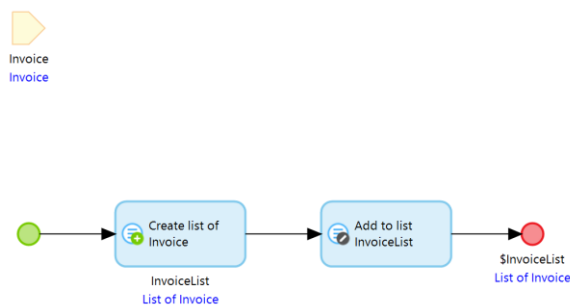 Invoice
Invoice
Create list of
Invoice
Add to list
InvoiceList
InvoiceList
List of Invoice
$InvoiceList
List of Invoice